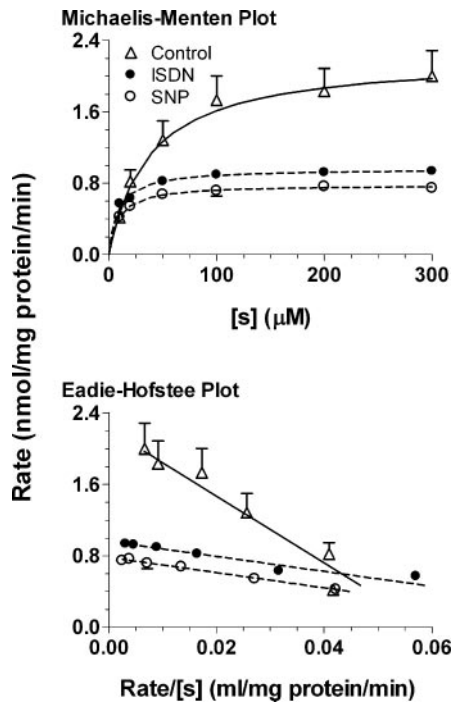 Michaelis-Menten Plot
Control
ISDN
SNP
2.4
1.6
0.8
0.0
0 100 200 300
[s] (μM)
Rate (nmol/mg protein/min)
Eadie-Hofstee Plot
2.4
1.6
0.8
0.0
0.00 0.02 0.04 0.06
Rate/[s] (ml/mg protein/min)